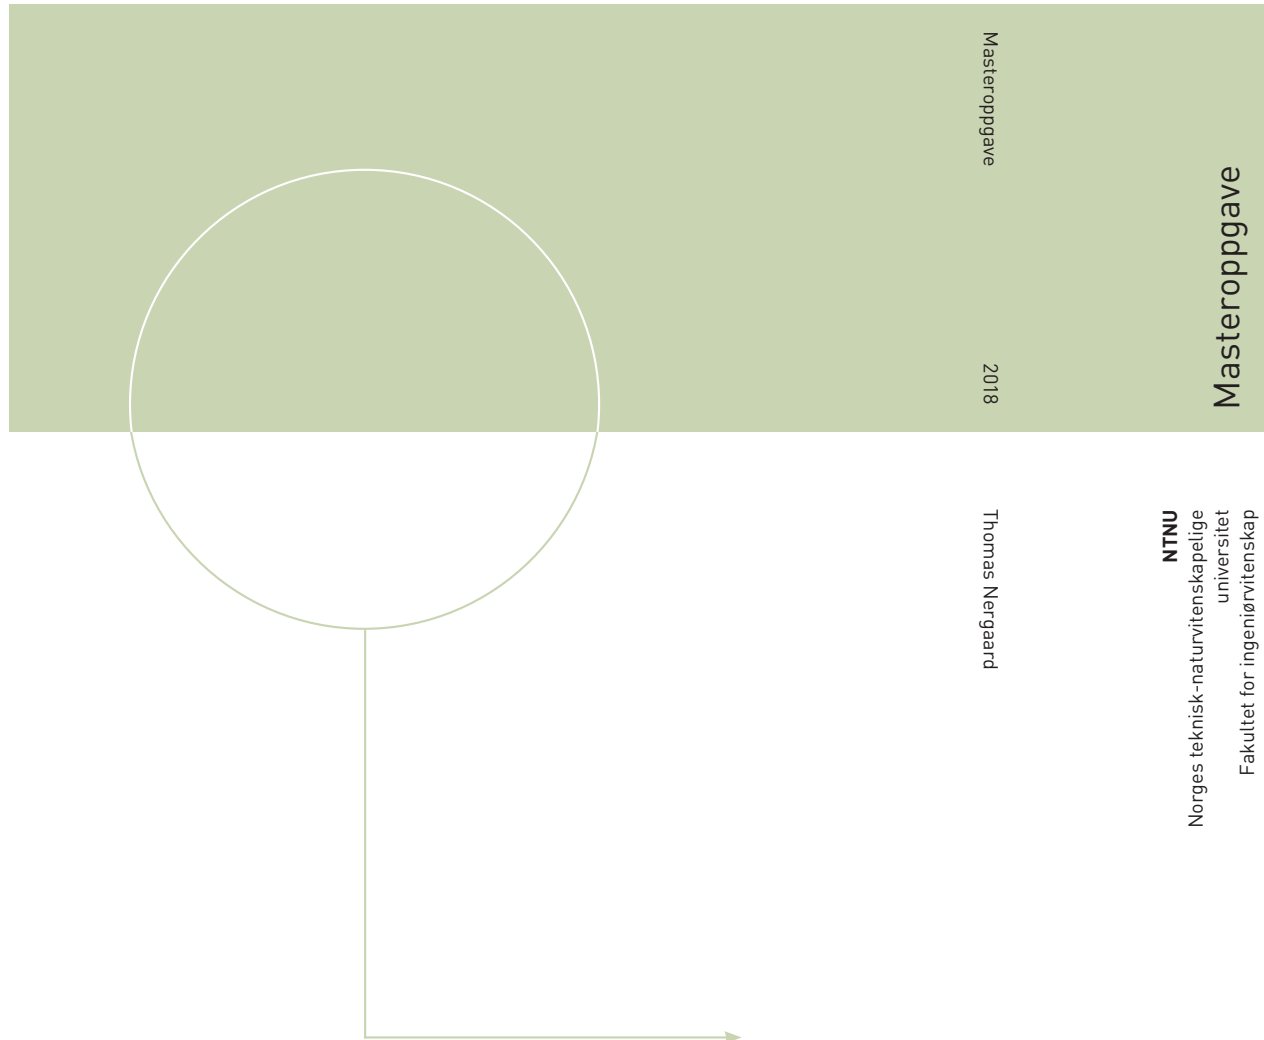 Masteroppgave
2018
Thomas Nergaard
Masteroppgave
NTNU
Norges teknisk-naturvitenskapelige
universitet
Fakultet for ingeniørvitenskap